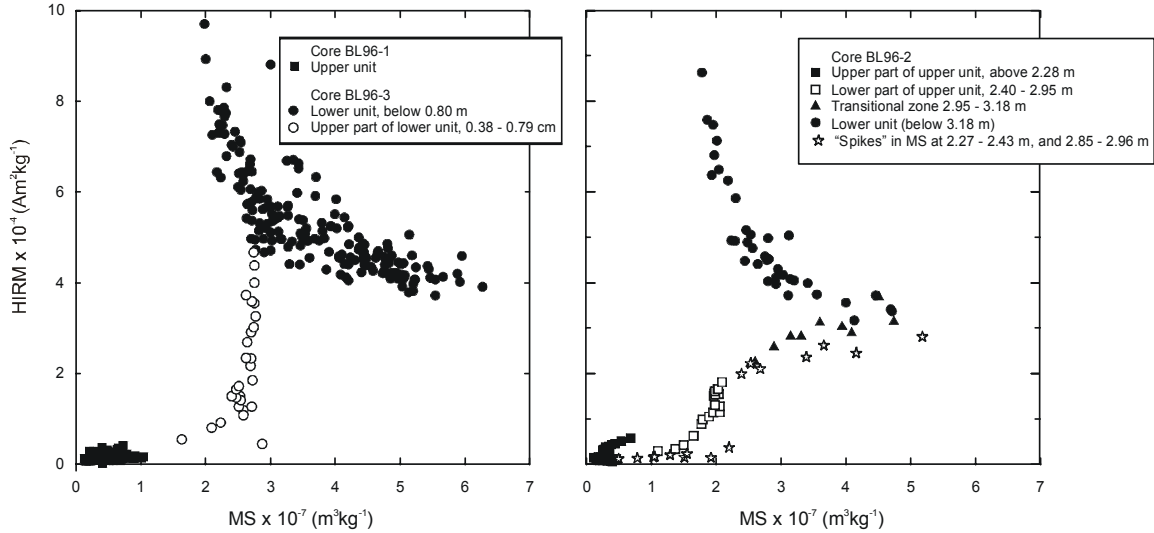 10
8
6
4
2
0
HIRM x 10-4 (Am2kg-1)
0 1 2 3 4 5 6 7
MS x 10-7 (m3kg-1)
Core BL96-1
Upper unit
Core BL96-3
Lower unit, below 0.80 m
Upper part of lower unit, 0.38 - 0.79 cm
0 1 2 3 4 5 6 7
MS x 10-7 (m3kg-1)
Core BL96-2
Upper part of upper unit, above 2.28 m
Lower part of upper unit, 2.40 - 2.95 m
Transitional zone 2.95 - 3.18 m
Lower unit (below 3.18 m)
“Spikes” in MS at 2.27 - 2.43 m, and 2.85 - 2.96 m